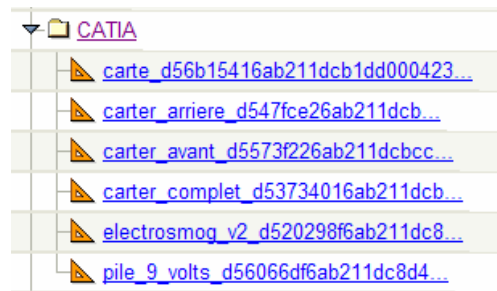 CATIA
carte_d56b15416ab211dcb1dd000423...
carter_arriere_d547fce26ab211dcb...
carter_avant_d5573f226ab211dcbcc...
carter_complet_d53734016ab211dcb...
electrosmog_v2_d520298f6ab211dc8...
pile_9_volts_d56066df6ab211dc8d4...